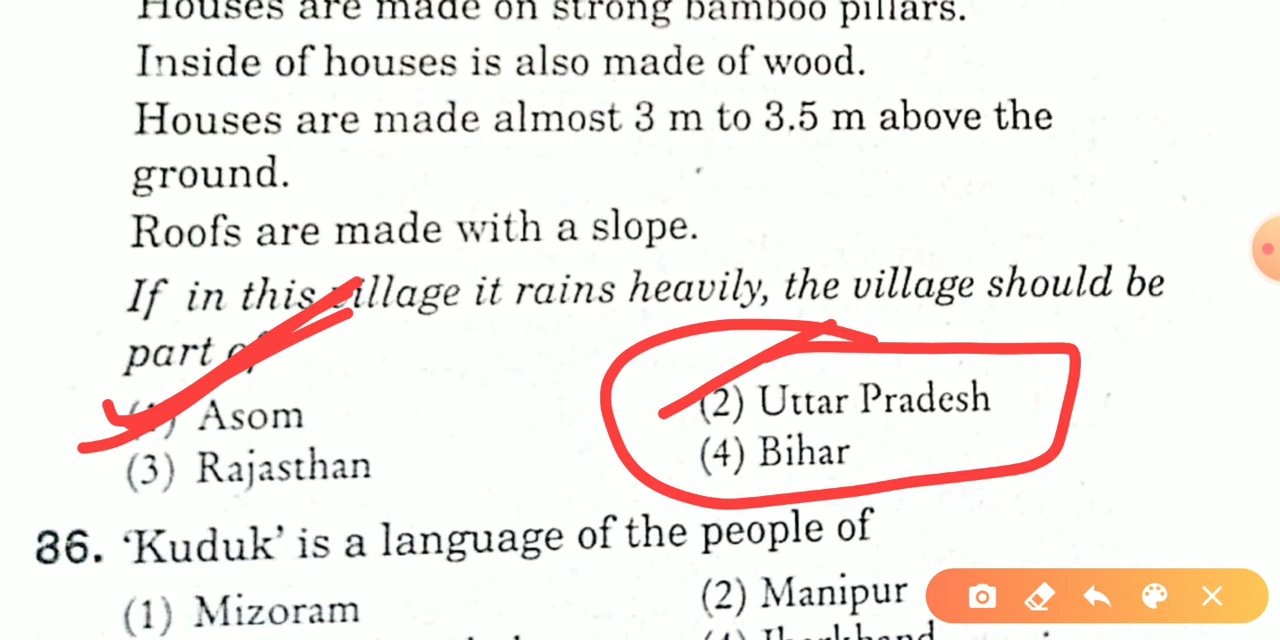 Houses are made on strong bamboo pillars.
Inside of houses is also made of wood.
Houses are made almost 3 m to 3.5 m above the
ground.
Roofs are made with a slope.
If in this village it rains heavily, the village should be
part of
(1) Asom (2) Uttar Pradesh
(3) Rajasthan (4) Bihar
36. ‘Kuduk’ is a language of the people of
(1) Mizoram (2) Manipur
(4) Jharkhand